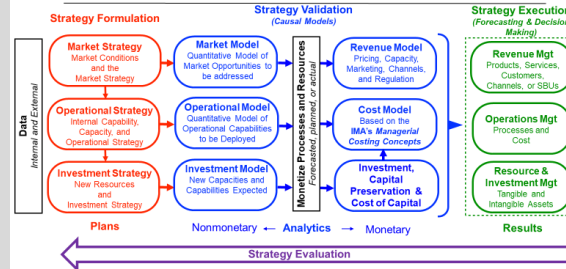 Strategy Formulation
Strategy Validation
(Causal Models)
Strategy Execution
(Forecasting & Decision
Making)
Data
Internal and External
Market Strategy
Market Conditions
and the
Market Strategy
Operational Strategy
Internal Capability,
Capacity, and
Operational Strategy
Investment Strategy
New Resources
and
Investment Strategy
Plans
Market Model
Quantitative Model of
Market Opportunities to
be addressed
Operational Model
Quantitative Model of
Operational Capabilities
to be Deployed
Investment Model
New Capacities and
Capabilities Expected
Monetize Processes and Resources
Forecasted, planned, or actual
Revenue Model
Pricing, Capacity,
Marketing, Channels,
and Regulation
Cost Model
Based on the
IMA's Managerial
Costing Concepts
Investment,
Capital
Preservation &
Cost of Capital
Nonmonetary ← Analytics → Monetary
Revenue Mgt
Products, Services,
Customers,
Channels, or SBUs
Operations Mgt
Processes and
Cost
Resource &
Investment Mgt
Tangible and
Intangible Assets
Results
Strategy Evaluation